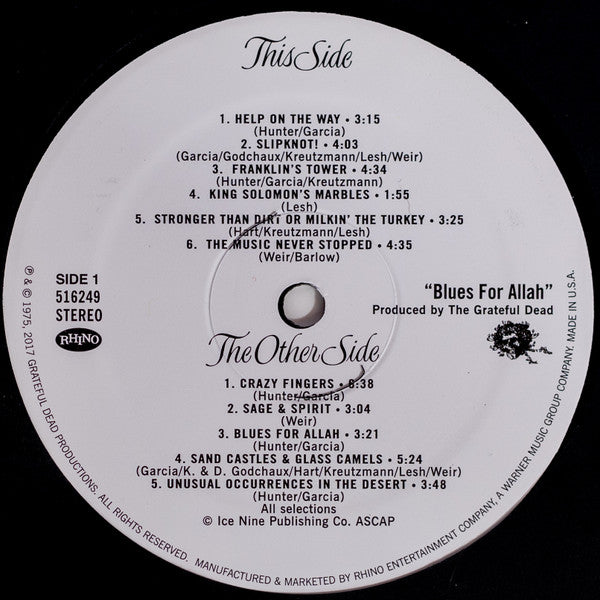 This Side
1. HELP ON THE WAY • 3:15
(Hunter/Garcia)
2. SLIPKNOT! • 4:03
(Garcia/Godchaux/Kreutzmann/Lesh/Weir)
3. FRANKLIN'S TOWER • 4:34
(Hunter/Garcia/Kreutzmann)
4. KING SOLOMON'S MARBLES • 1:55
(Lesh)
5. STRONGER THAN DIRT OR MILKIN' THE TURKEY • 3:25
(Hart/Kreutzmann/Lesh)
6. THE MUSIC NEVER STOPPED • 4:35
(Weir/Barlow)
SIDE 1
516249
STEREO
RHINO
"Blues For Allah"
Produced by The Grateful Dead
The Other Side
1. CRAZY FINGERS • 6:38
(Hunter/Garcia)
2. SAGE & SPIRIT • 3:04
(Weir)
3. BLUES FOR ALLAH • 3:21
(Hunter/Garcia)
4. SAND CASTLES & GLASS CAMELS • 5:24
(Garcia/K. & D. Godchaux/Hart/Kreutzmann/Lesh/Weir)
5. UNUSUAL OCCURRENCES IN THE DESERT • 3:48
(Hunter/Garcia)
All selections
© Ice Nine Publishing Co. ASCAP
℗ & © 1975, 2017 GRATEFUL DEAD PRODUCTIONS. ALL RIGHTS RESERVED. MANUFACTURED & MARKETED BY RHINO ENTERTAINMENT COMPANY, A WARNER MUSIC GROUP COMPANY. MADE IN U.S.A.